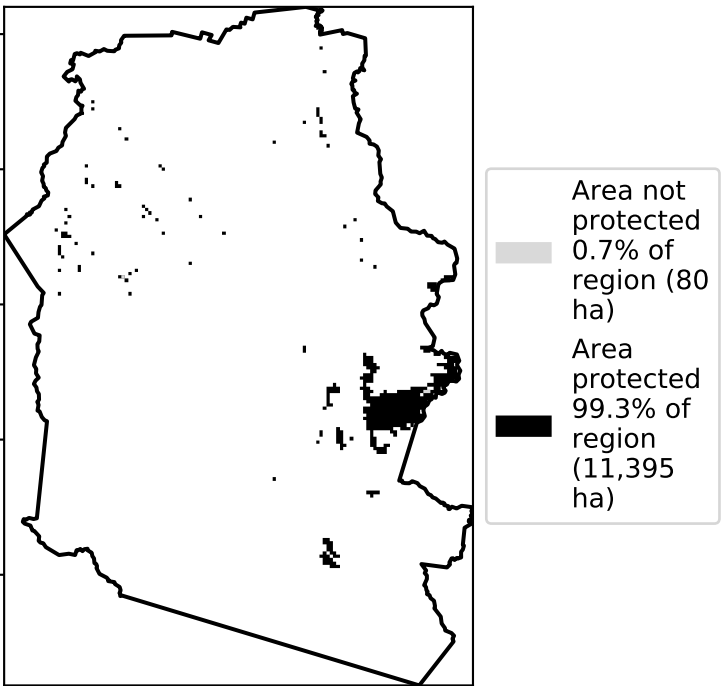 Area not
protected
0.7% of
region (80
ha)
Area
protected
99.3% of
region
(11,395
ha)